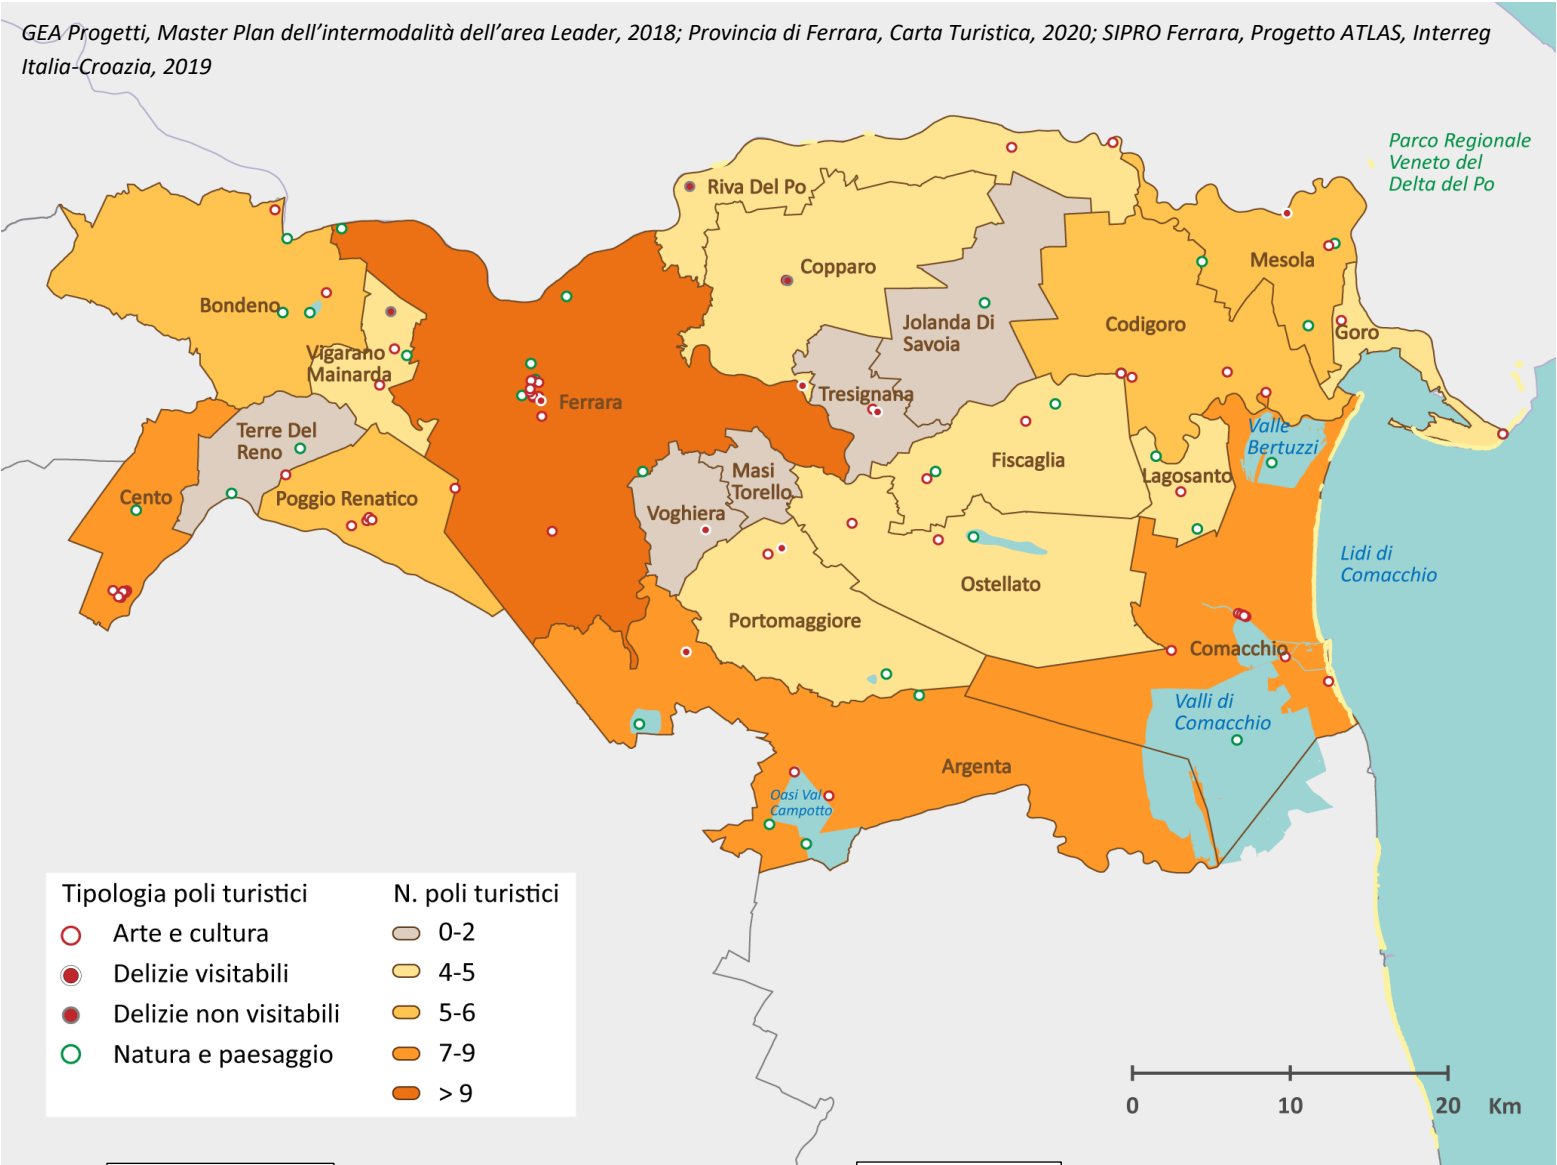 GEA Progetti, Master Plan dell'intermodalità dell'area Leader, 2018; Provincia di Ferrara, Carta Turistica, 2020; SIPRO Ferrara, Progetto ATLAS, Interreg
Italia-Croazia, 2019
Parco Regionale
Veneto del
Delta del Po
Riva Del Po
Copparo
Mesola
Bondeno
Jolanda Di
Savoia
Codigoro
Goro
Vigarano
Mainarda
Ferrara
Tresignana
Terre Del
Reno
Valle
Bertuzzi
Fiscaglia
Masi
Torello
Lagosanto
Cento
Poggio Renatico
Voghiera
Lidi di
Comacchio
Ostellato
Portomaggiore
Comacchio
Valli di
Comacchio
Argenta
Oasi Val
Campotto
Tipologia poli turistici
Arte e cultura
Delizie visitabili
Delizie non visitabili
Natura e paesaggio
N. poli turistici
0-2
4-5
5-6
7-9
> 9
0 10 20 Km